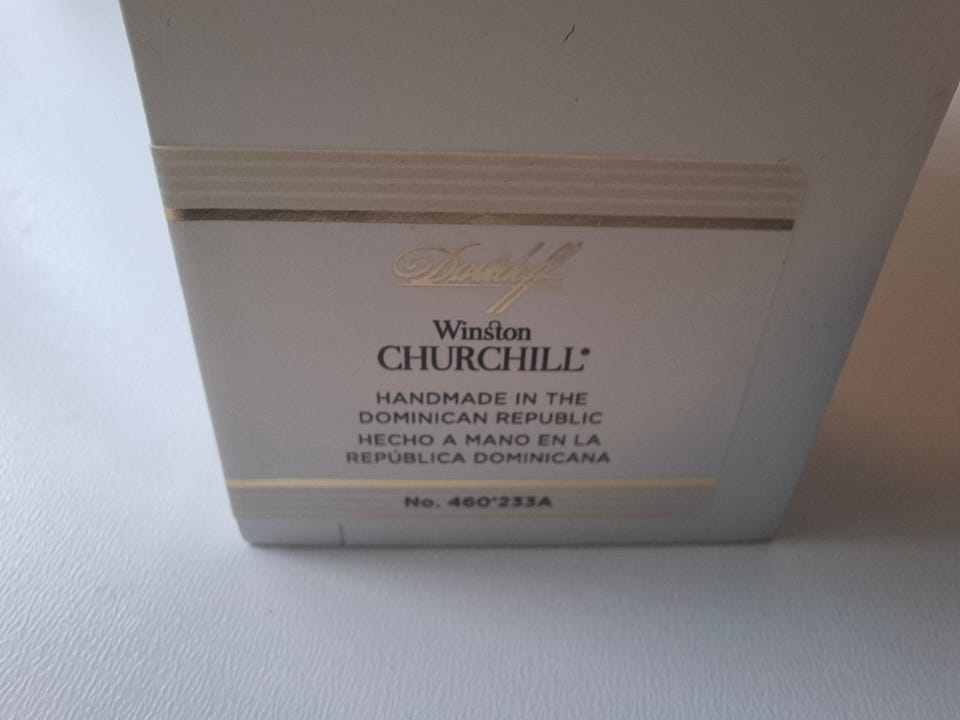 Davidoff
Winston
CHURCHILL®
HANDMADE IN THE
DOMINICAN REPUBLIC
HECHO A MANO EN LA
REPÚBLICA DOMINICANA
No. 460'233A